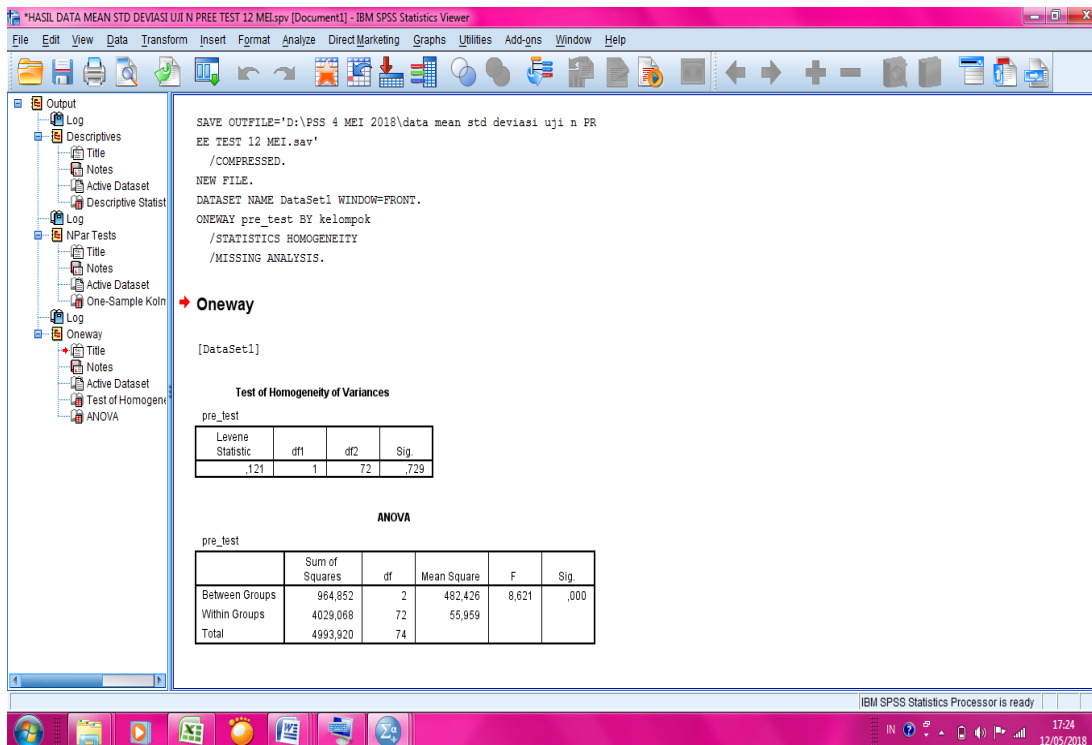 *HASIL DATA MEAN STD DEVIASI UJI N PREE TEST 12 MEI.spv [Document1] - IBM SPSS Statistics Viewer
File Edit View Data Transform Insert Format Analyze Direct Marketing Graphs Utilities Add-ons Window Help
Output
Log
Descriptives
Title
Notes
Active Dataset
Descriptive Statist
Log
NPar Tests
Title
Notes
Active Dataset
One-Sample Kolm
Log
Oneway
Title
Notes
Active Dataset
Test of Homogene
ANOVA
SAVE OUTFILE='D:\PSS 4 MEI 2018\data mean std deviasi uji n PR
EE TEST 12 MEI.sav'
/COMPRESSED.
NEW FILE.
DATASET NAME DataSet1 WINDOW=FRONT.
ONEWAY pre_test BY kelompok
/STATISTICS HOMOGENEITY
/MISSING ANALYSIS.
Oneway
[DataSet1]
Test of Homogeneity of Variances
pre_test
Levene Statistic df1 df2 Sig.
,121 1 72 ,729
ANOVA
pre_test
Sum of Squares df Mean Square F Sig.
Between Groups 964,852 2 482,426 8,621 ,000
Within Groups 4029,068 72 55,959
Total 4993,920 74
IBM SPSS Statistics Processor is ready
IN 17:24
12/05/2018